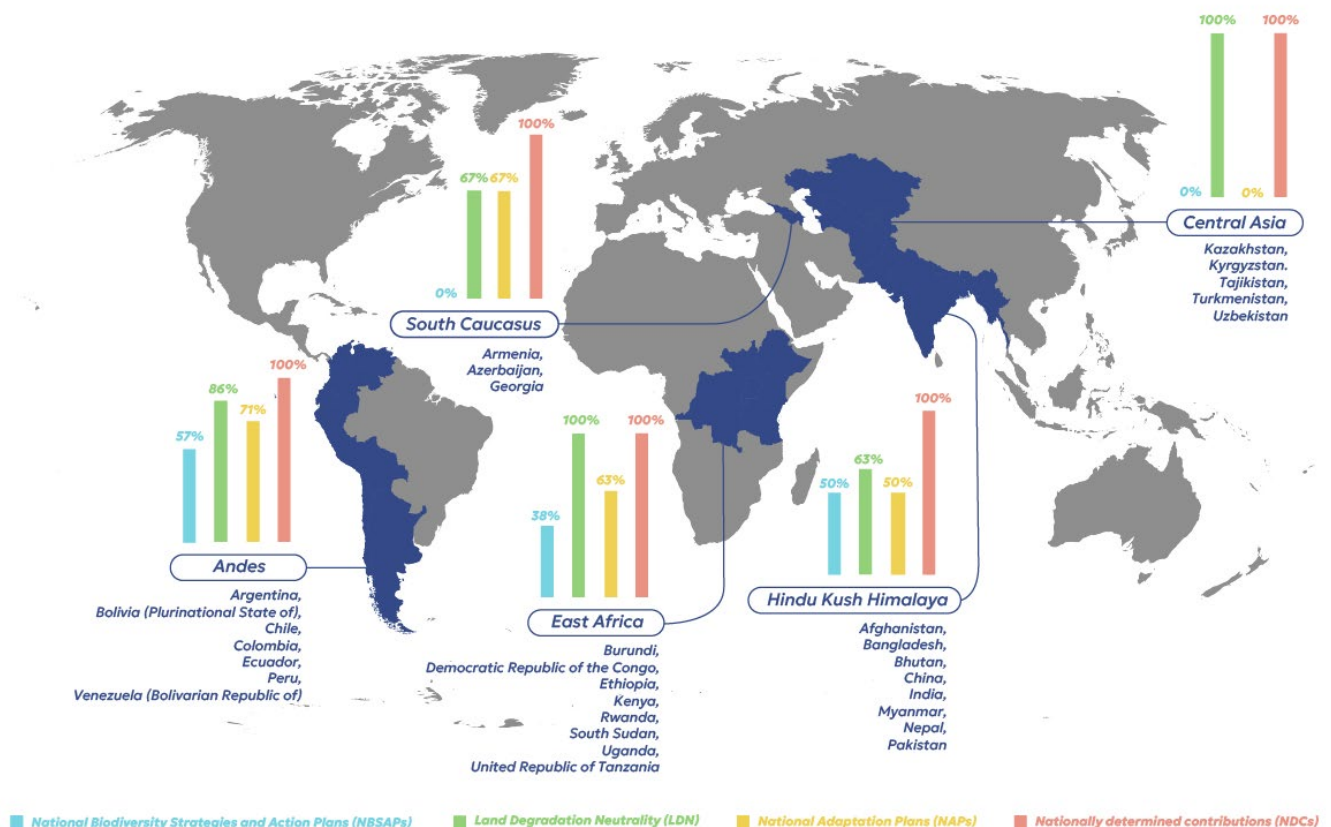 100%
100%
0%
0%
Central Asia
Kazakhstan,
Kyrgyzstan.
Tajikistan,
Turkmenistan,
Uzbekistan
100%
67%
67%
0%
South Caucasus
Armenia,
Azerbaijan,
Georgia
100%
86%
71%
57%
Andes
Argentina,
Bolivia (Plurinational State of),
Chile,
Colombia,
Ecuador,
Peru,
Venezuela (Bolivarian Republic of)
100%
100%
63%
38%
East Africa
Burundi,
Democratic Republic of the Congo,
Ethiopia,
Kenya,
Rwanda,
South Sudan,
Uganda,
United Republic of Tanzania
100%
63%
50%
50%
Hindu Kush Himalaya
Afghanistan,
Bangladesh,
Bhutan,
China,
India,
Myanmar,
Nepal,
Pakistan
National Biodiversity Strategies and Action Plans (NBSAPs)
Land Degradation Neutrality (LDN)
National Adaptation Plans (NAPs)
Nationally determined contributions (NDCs)